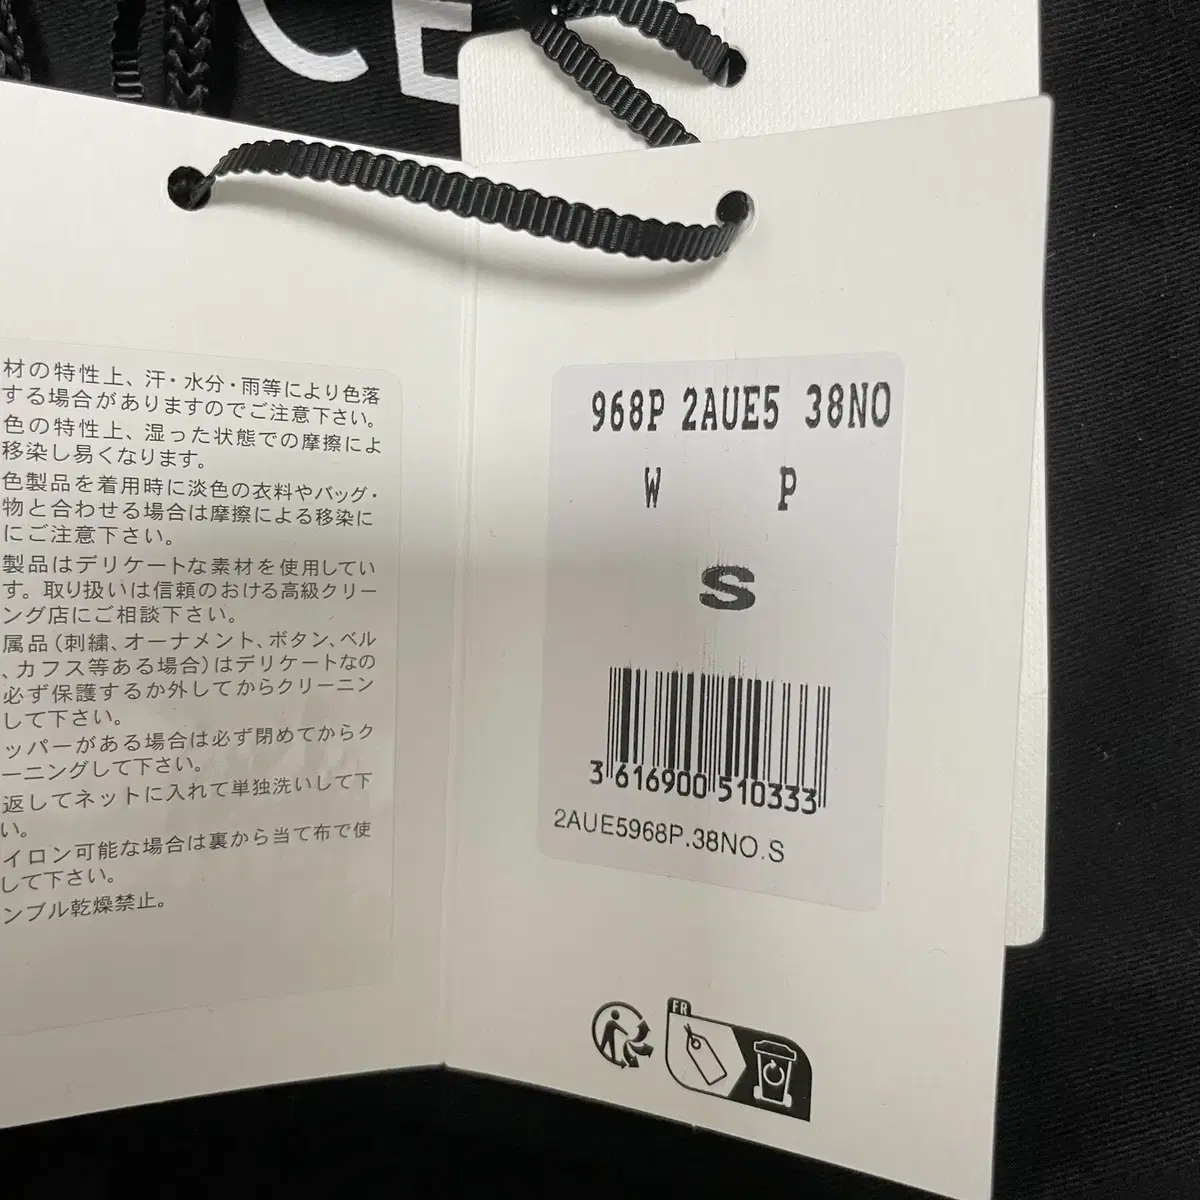 CE
材の特性上、汗・水分・雨等により色落
する場合がありますのでご注意下さい。
色の特性上、湿った状態での摩擦によ
移染し易くなります。
色製品を着用時に淡色の衣料やバッグ・
物と合わせる場合は摩擦による移染に
にご注意下さい。
製品はデリケートな素材を使用してい
す。取り扱いは信頼のおける高級クリー
ング店にご相談下さい。
属品(刺繍、オーナメント、ボタン、ベル
、カフス等ある場合)はデリケートなの
必ず保護するか外してからクリーニン
して下さい。
ッパーがある場合は必ず閉めてからク
ーニングして下さい。
返してネットに入れて単独洗いして下
い。
イロン可能な場合は裏から当て布で使
して下さい。
ンブル乾燥禁止。
968P 2AUE5 38NO
W P
S
3 616900 510333
2AUE5968P.38NO.S
FR